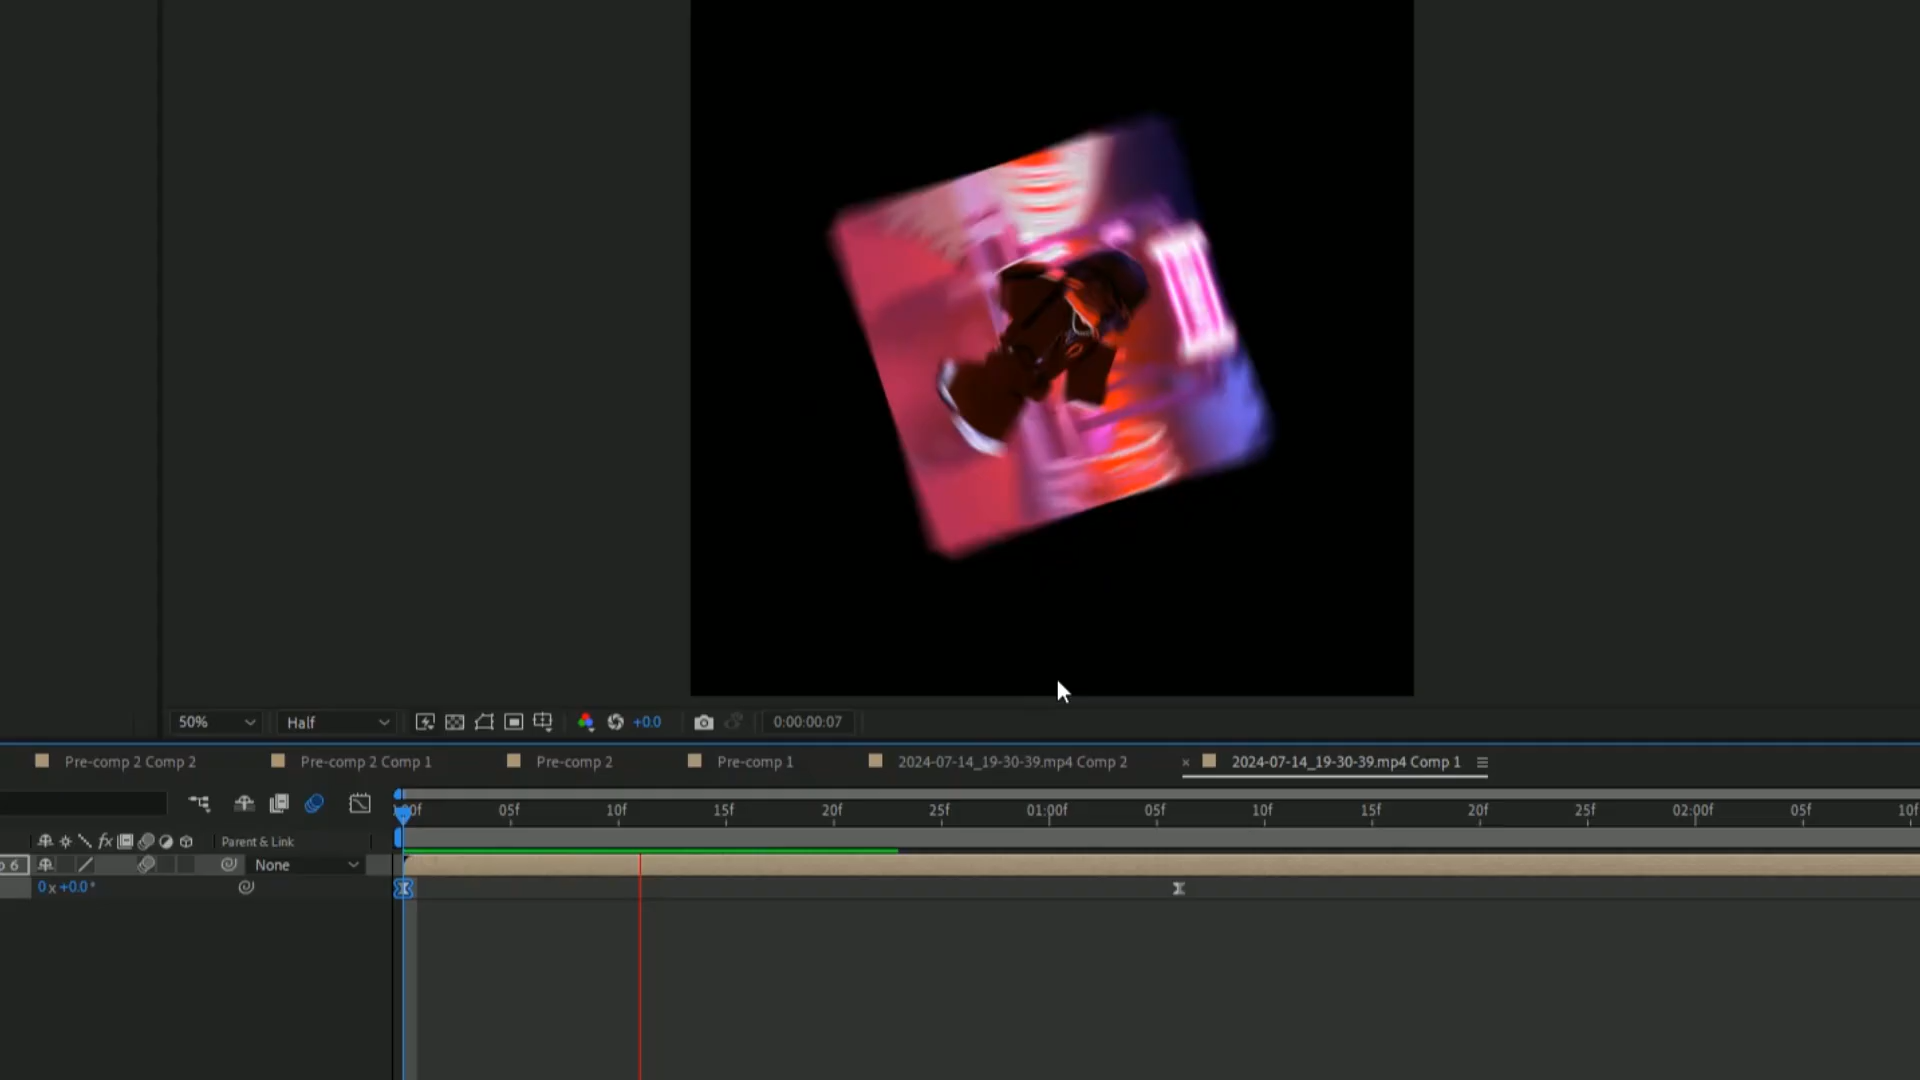 50% Half +0.0 0:00:00:07
Pre-comp 2 Comp 2 Pre-comp 2 Comp 1 Pre-comp 2 Pre-comp 1 2024-07-14_19-30-39.mp4 Comp 2 × 2024-07-14_19-30-39.mp4 Comp 1
05f 10f 15f 20f 25f 01:00f 05f 10f 15f 20f 25f 02:00f 05f 10f
fx Parent & Link
6 None
0x+0.0°